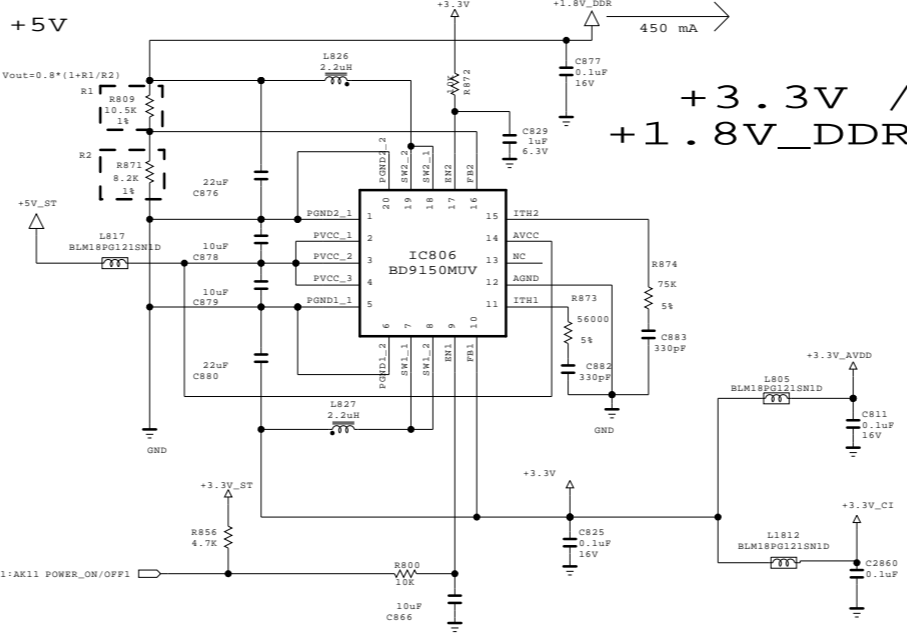 +5V
+3.3V
+1.8V_DDR
450 mA
L826
2.2uH
Vout=0.8*(1+R1/R2)
R1
R809
10.5K
1%
10K
R872
C877
0.1uF
16V
+3.3V /
+1.8V_DDR
C829
1uF
6.3V
R2
R871
8.2K
1%
22uF
C876
PGND2_2
SW2_2
SW2_1
EN2
FB2
20
19
18
17
16
+5V_ST
L817
BLM18PG121SN1D
10uF
C878
10uF
C879
22uF
C880
PGND2_1
PVCC_1
PVCC_2
PVCC_3
PGND1_1
1
2
3
4
5
IC806
BD9150MUV
15
14
13
12
11
ITH2
AVCC
NC
AGND
ITH1
6
7
8
9
10
PGND1_2
SW1_1
SW1_2
EN1
FB1
R873
56000
5%
C882
330pF
R874
75K
5%
C883
330pF
GND
L827
2.2uH
GND
+3.3V_AVDD
L805
BLM18PG121SN1D
C811
0.1uF
16V
+3.3V
+3.3V_ST
R856
4.7K
C825
0.1uF
16V
+3.3V_CI
L1812
BLM18PG121SN1D
C2860
0.1uF
1:AK11 POWER_ON/OFF1
R800
10K
10uF
C866